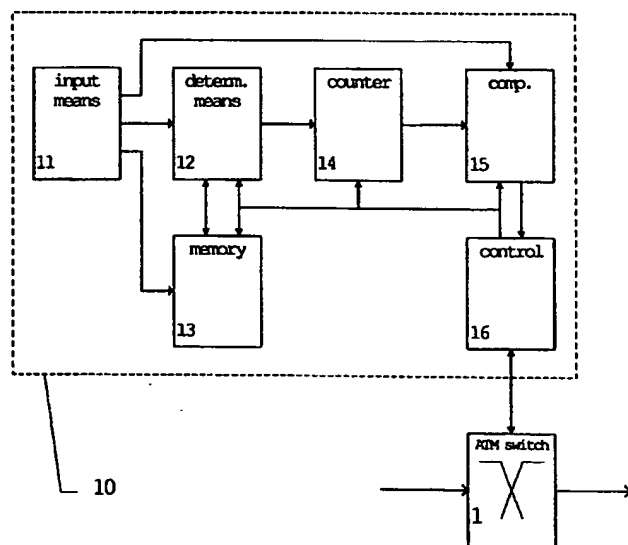 input
means
11
determ.
means
12
counter
14
comp.
15
memory
13
control
16
ATM switch
1
10